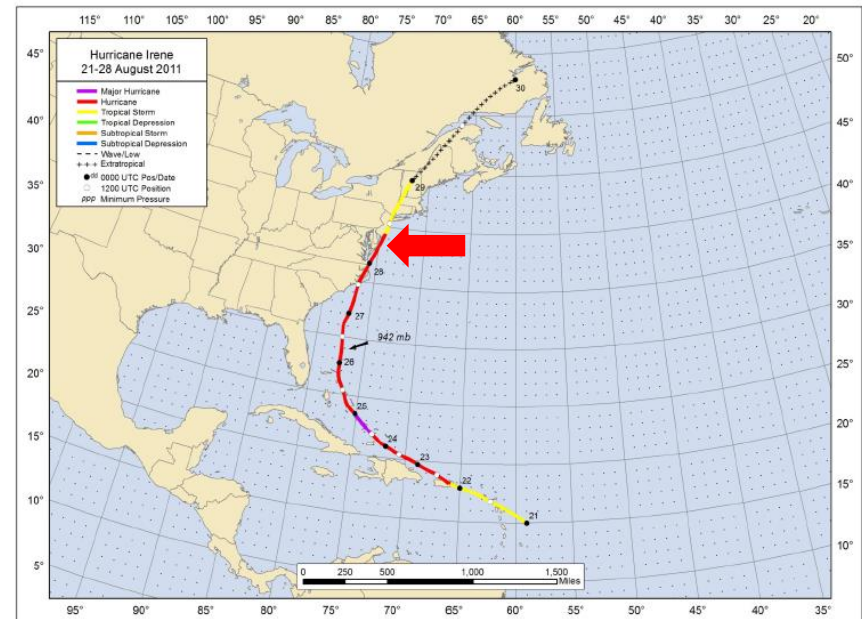 115° 110° 105° 100° 95° 90° 85° 80° 75° 70° 65° 60° 55° 50° 45° 40° 35° 30° 25° 20°
45°
40°
35°
30°
25°
20°
15°
10°
5°
Hurricane Irene
21-28 August 2011
Major Hurricane
Hurricane
Tropical Storm
Tropical Depression
Subtropical Storm
Subtropical Depression
Wave/Low
Extratropical
0000 UTC Pos/Date
1200 UTC Position
PPP Minimum Pressure
50°
45°
40°
35°
30°
25°
20°
15°
10°
30
29
28
27
942 mb
26
25
24
23
22
21
0 250 500 1,000 1,500
Miles
95° 90° 85° 80° 75° 70° 65° 60° 55° 50° 45° 40° 35°